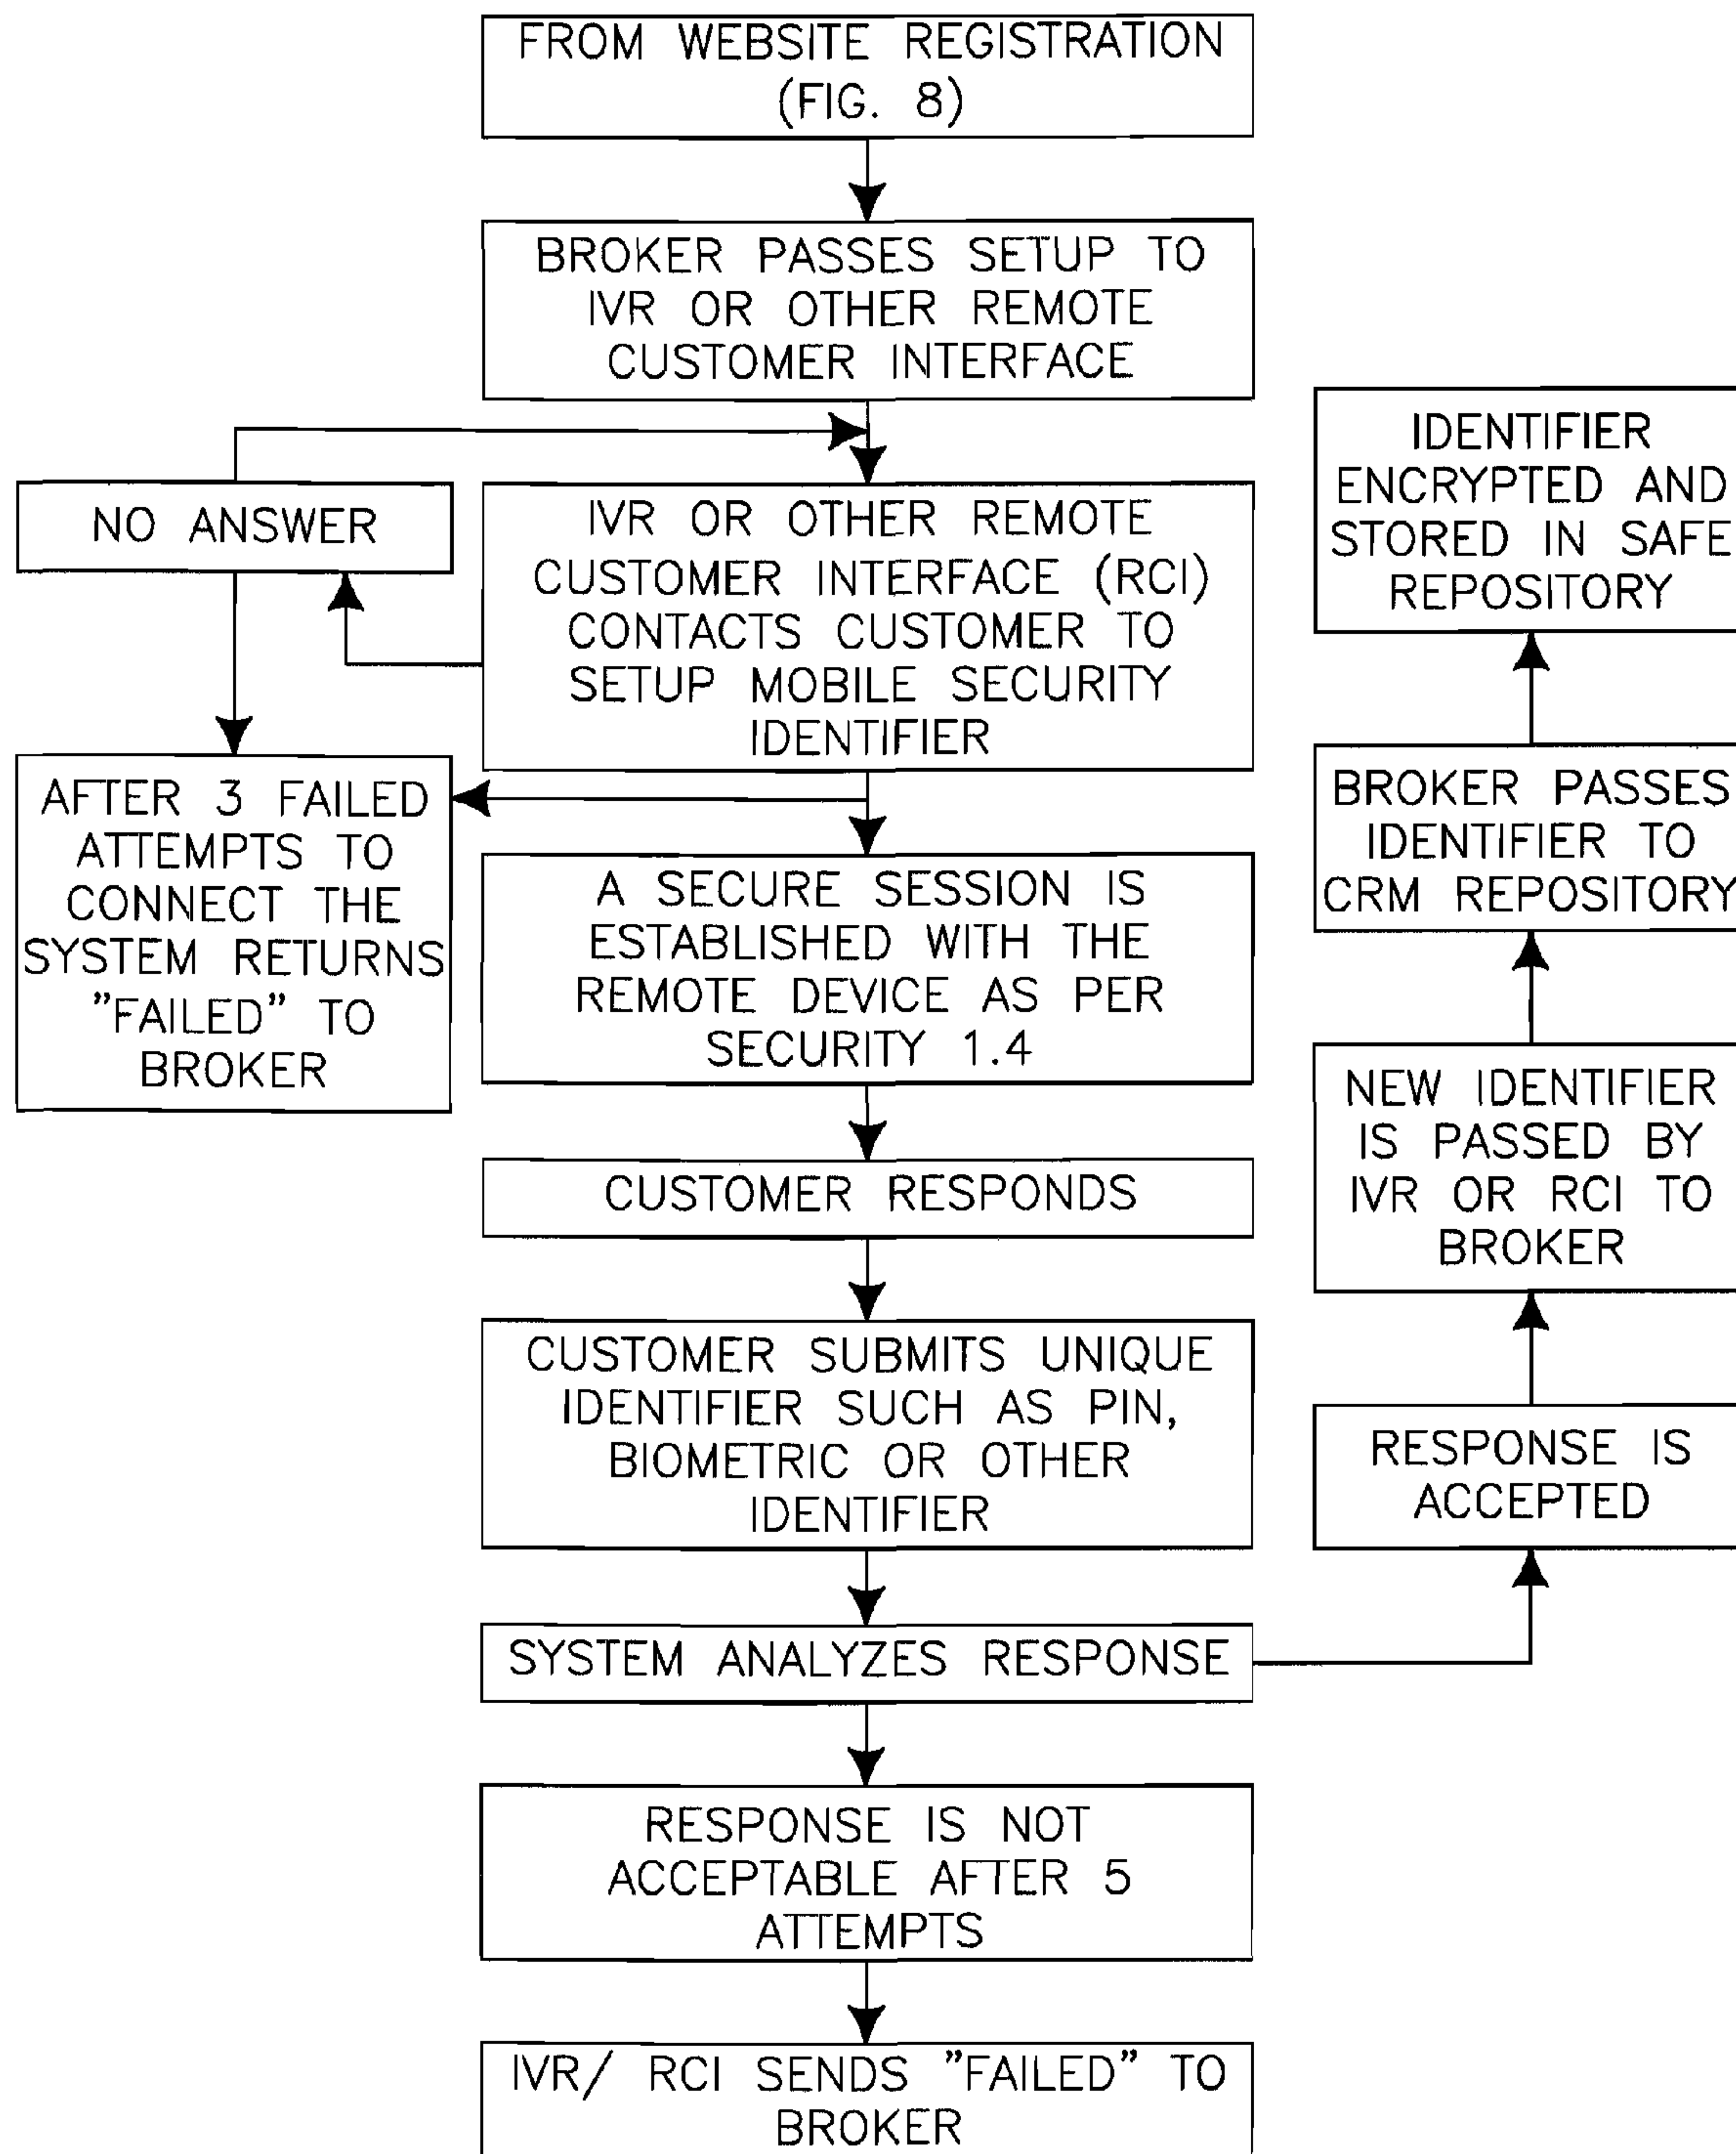 FROM WEBSITE REGISTRATION
(FIG. 8)
BROKER PASSES SETUP TO
IVR OR OTHER REMOTE
CUSTOMER INTERFACE
NO ANSWER
IVR OR OTHER REMOTE
CUSTOMER INTERFACE (RCI)
CONTACTS CUSTOMER TO
SETUP MOBILE SECURITY
IDENTIFIER
AFTER 3 FAILED
ATTEMPTS TO
CONNECT THE
SYSTEM RETURNS
"FAILED" TO
BROKER
A SECURE SESSION IS
ESTABLISHED WITH THE
REMOTE DEVICE AS PER
SECURITY 1.4
CUSTOMER RESPONDS
CUSTOMER SUBMITS UNIQUE
IDENTIFIER SUCH AS PIN,
BIOMETRIC OR OTHER
IDENTIFIER
SYSTEM ANALYZES RESPONSE
RESPONSE IS NOT
ACCEPTABLE AFTER 5
ATTEMPTS
IVR/ RCI SENDS "FAILED" TO
BROKER
IDENTIFIER
ENCRYPTED AND
STORED IN SAFE
REPOSITORY
BROKER PASSES
IDENTIFIER TO
CRM REPOSITORY
NEW IDENTIFIER
IS PASSED BY
IVR OR RCI TO
BROKER
RESPONSE IS
ACCEPTED